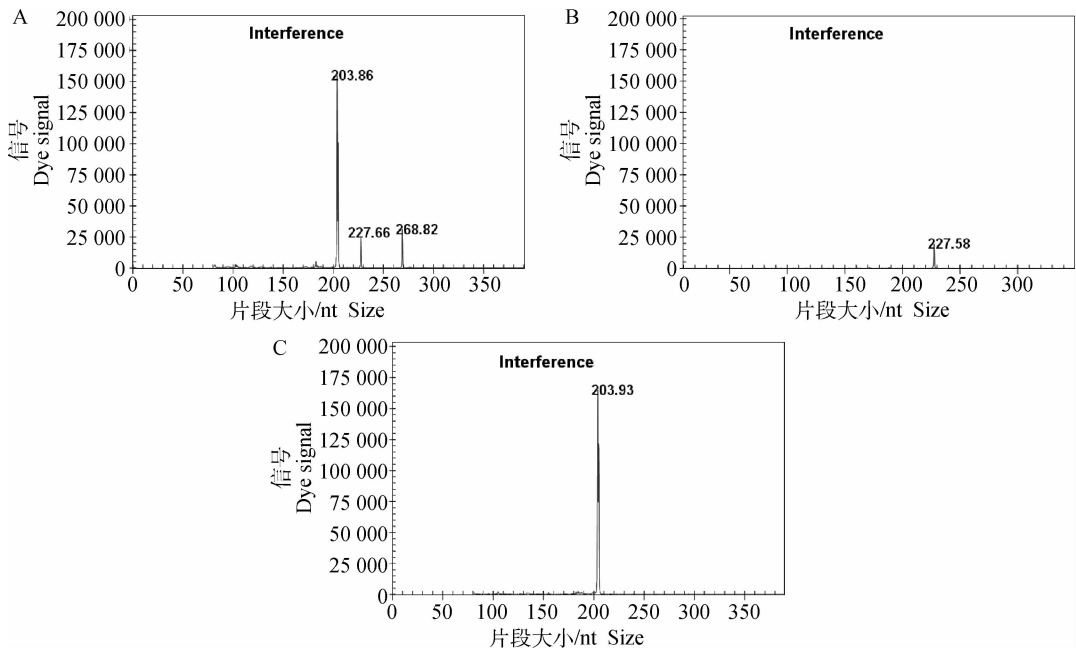 A
Interference
200 000
175 000
150 000
125 000
100 000
75 000
50 000
25 000
0
203.86
227.66
268.82
0 50 100 150 200 250 300 350
信号
Dye signal
片段大小/nt Size
B
Interference
200 000
175 000
150 000
125 000
100 000
75 000
50 000
25 000
0
227.58
0 50 100 150 200 250 300
信号
Dye signal
片段大小/nt Size
C
Interference
200 000
175 000
150 000
125 000
100 000
75 000
50 000
25 000
0
203.93
0 50 100 150 200 250 300 350
信号
Dye signal
片段大小/nt Size